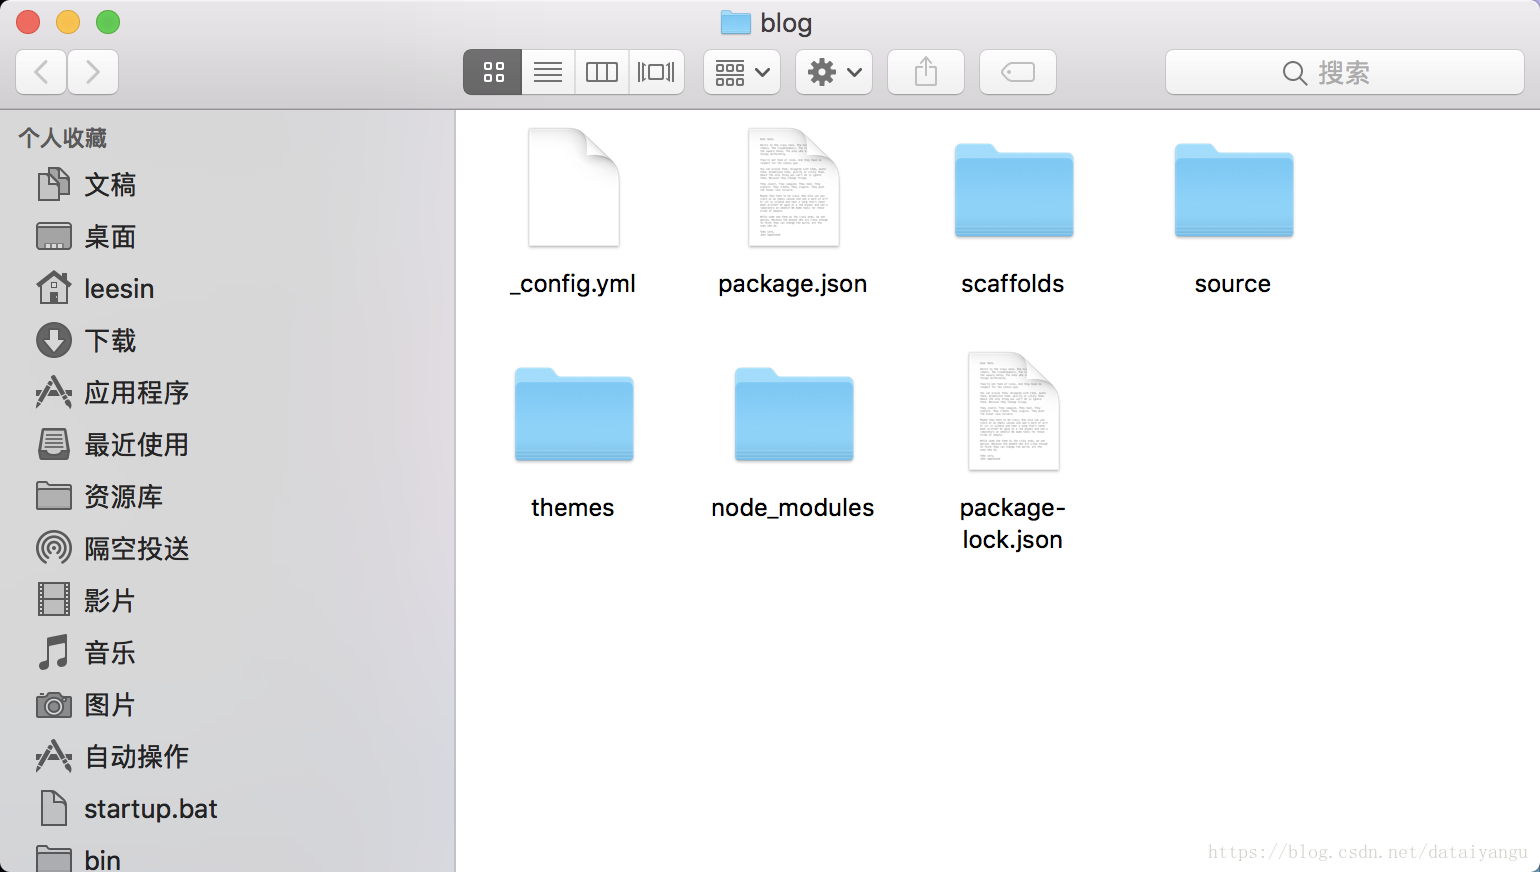 blog
搜索
个人收藏
文稿
桌面
leesin
下载
应用程序
最近使用
资源库
隔空投送
影片
音乐
图片
自动操作
startup.bat
bin
_config.yml
package.json
scaffolds
source
themes
node_modules
package-
lock.json
https://blog.csdn.net/dataiyangu